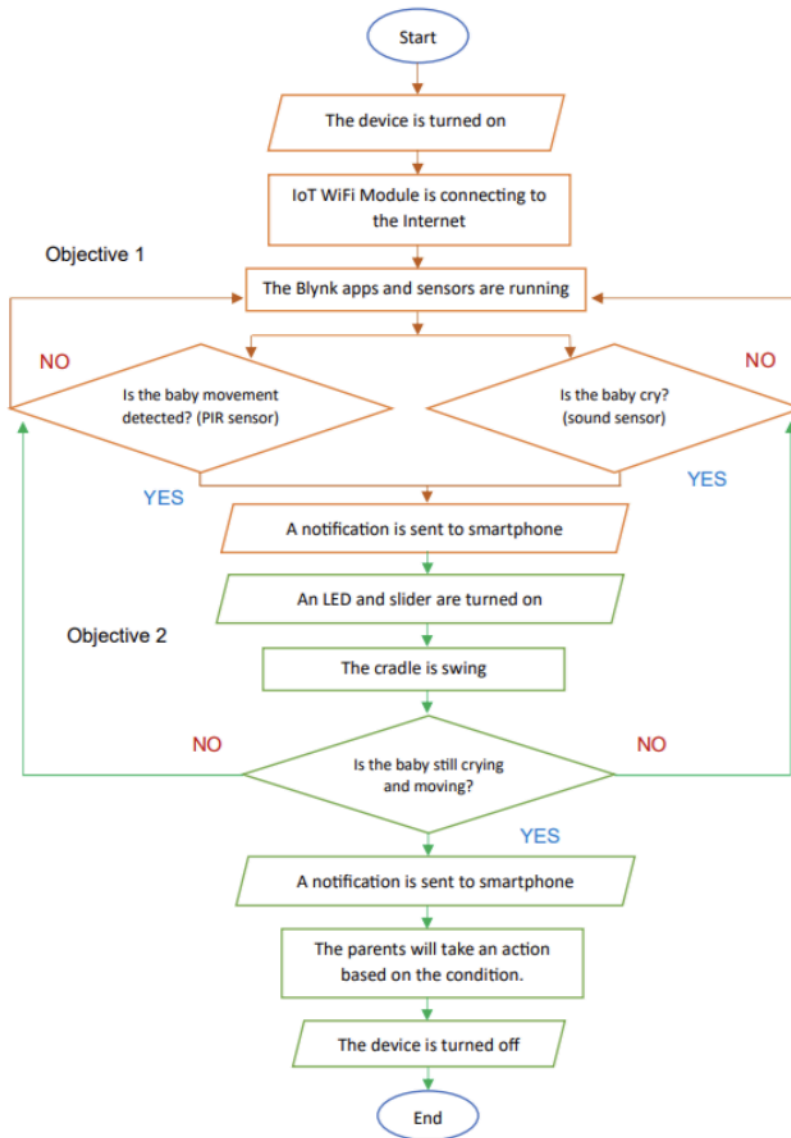 Start
The device is turned on
IoT WiFi Module is connecting to
the Internet
Objective 1
The Blynk apps and sensors are running
NO
NO
Is the baby movement
detected? (PIR sensor)
Is the baby cry?
(sound sensor)
YES
YES
A notification is sent to smartphone
An LED and slider are turned on
Objective 2
The cradle is swing
NO
NO
Is the baby still crying
and moving?
YES
A notification is sent to smartphone
The parents will take an action
based on the condition.
The device is turned off
End